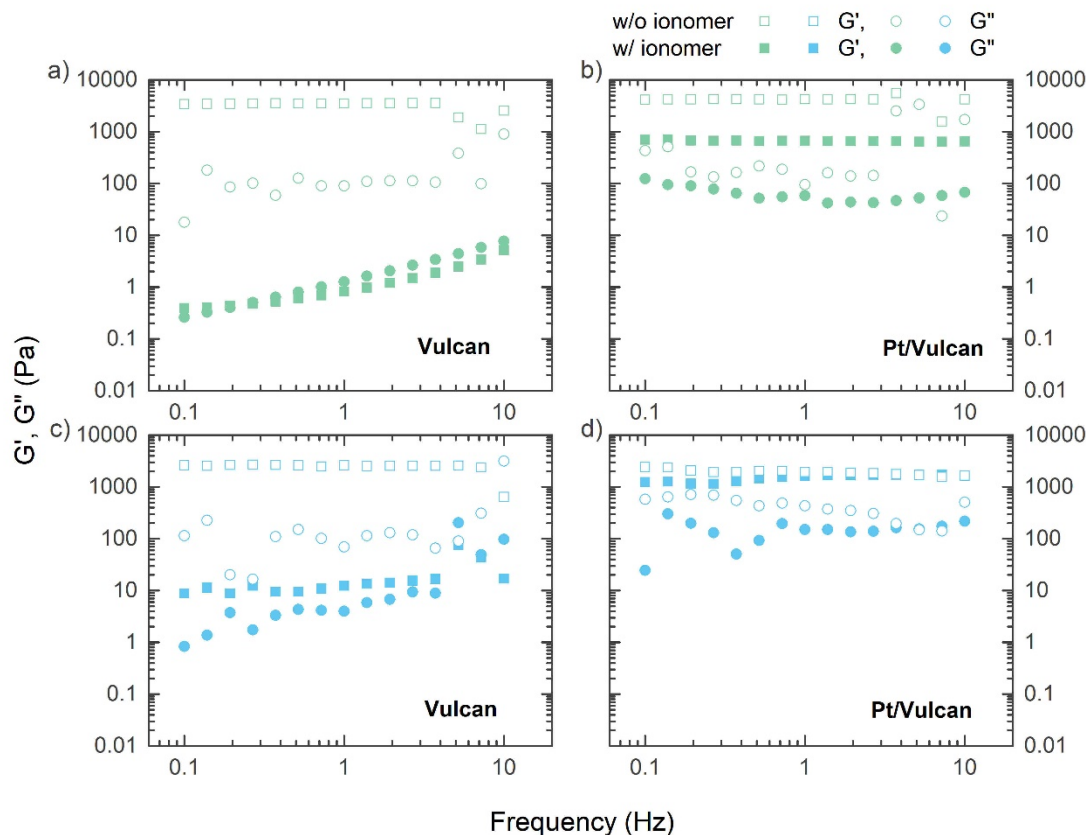 w/o ionomer G', G"
w/ ionomer G', G"
a) b)
10000 10000
1000 1000
100 100
10 10
1 1
0.1 0.1
0.01 0.01
Vulcan Pt/Vulcan
0.1 1 10 0.1 1 10
c) d)
10000 10000
1000 1000
100 100
10 10
1 1
0.1 0.1
0.01 0.01
Vulcan Pt/Vulcan
0.1 1 10 0.1 1 10
G', G" (Pa)
Frequency (Hz)